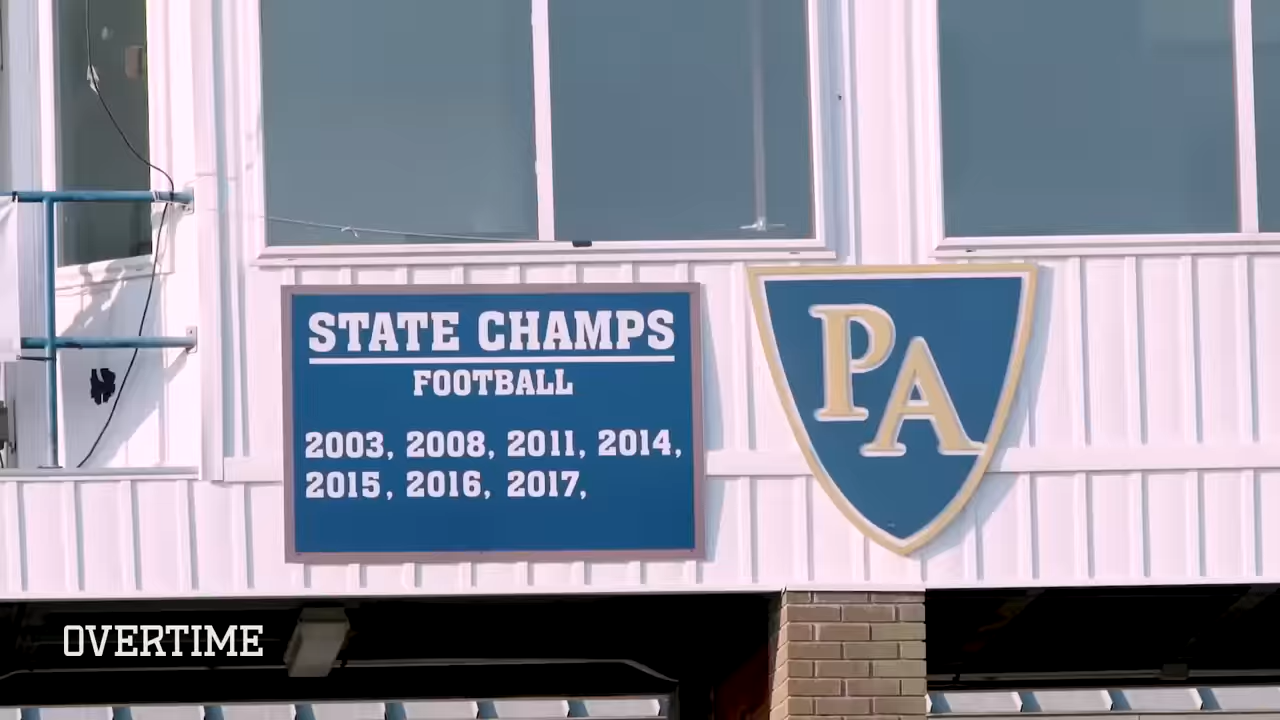 STATE CHAMPS
FOOTBALL
2003, 2008, 2011, 2014,
2015, 2016, 2017,
PA
OVERTIME